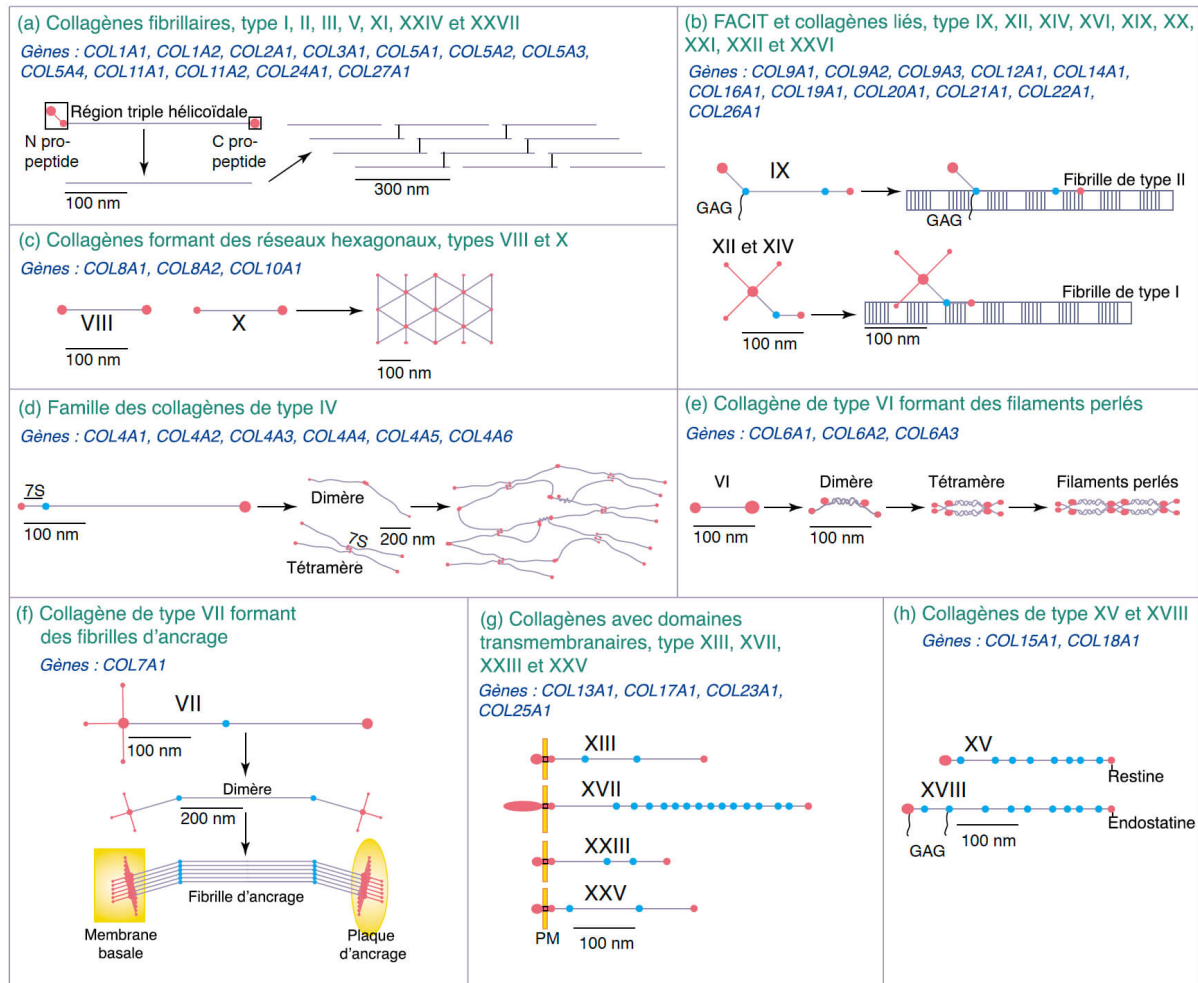 (a) Collagènes fibrillaires, type I, II, III, V, XI, XXIV et XXVII
Gènes : COL1A1, COL1A2, COL2A1, COL3A1, COL5A1, COL5A2, COL5A3,
COL5A4, COL11A1, COL11A2, COL24A1, COL27A1
Région triple hélicoïdale
N pro-
peptide
C pro-
peptide
100 nm
300 nm
(b) FACIT et collagènes liés, type IX, XII, XIV, XVI, XIX, XX,
XXI, XXII et XXVI
Gènes : COL9A1, COL9A2, COL9A3, COL12A1, COL14A1,
COL16A1, COL19A1, COL20A1, COL21A1, COL22A1,
COL26A1
IX
GAG
Fibrille de type II
GAG
XII et XIV
100 nm
Fibrille de type I
100 nm
(c) Collagènes formant des réseaux hexagonaux, types VIII et X
Gènes : COL8A1, COL8A2, COL10A1
VIII
X
100 nm
100 nm
(d) Famille des collagènes de type IV
Gènes : COL4A1, COL4A2, COL4A3, COL4A4, COL4A5, COL4A6
7S
100 nm
Dimère
7S
200 nm
Tétramère
(e) Collagène de type VI formant des filaments perlés
Gènes : COL6A1, COL6A2, COL6A3
VI
Dimère
Tétramère
Filaments perlés
100 nm
100 nm
(f) Collagène de type VII formant
des fibrilles d'ancrage
Gènes : COL7A1
VII
100 nm
Dimère
200 nm
Fibrille d'ancrage
Membrane
basale
Plaque
d'ancrage
(g) Collagènes avec domaines
transmembranaires, type XIII, XVII,
XXIII et XXV
Gènes : COL13A1, COL17A1, COL23A1,
COL25A1
XIII
XVII
XXIII
XXV
PM
100 nm
(h) Collagènes de type XV et XVIII
Gènes : COL15A1, COL18A1
XV
Restine
XVIII
Endostatine
GAG
100 nm